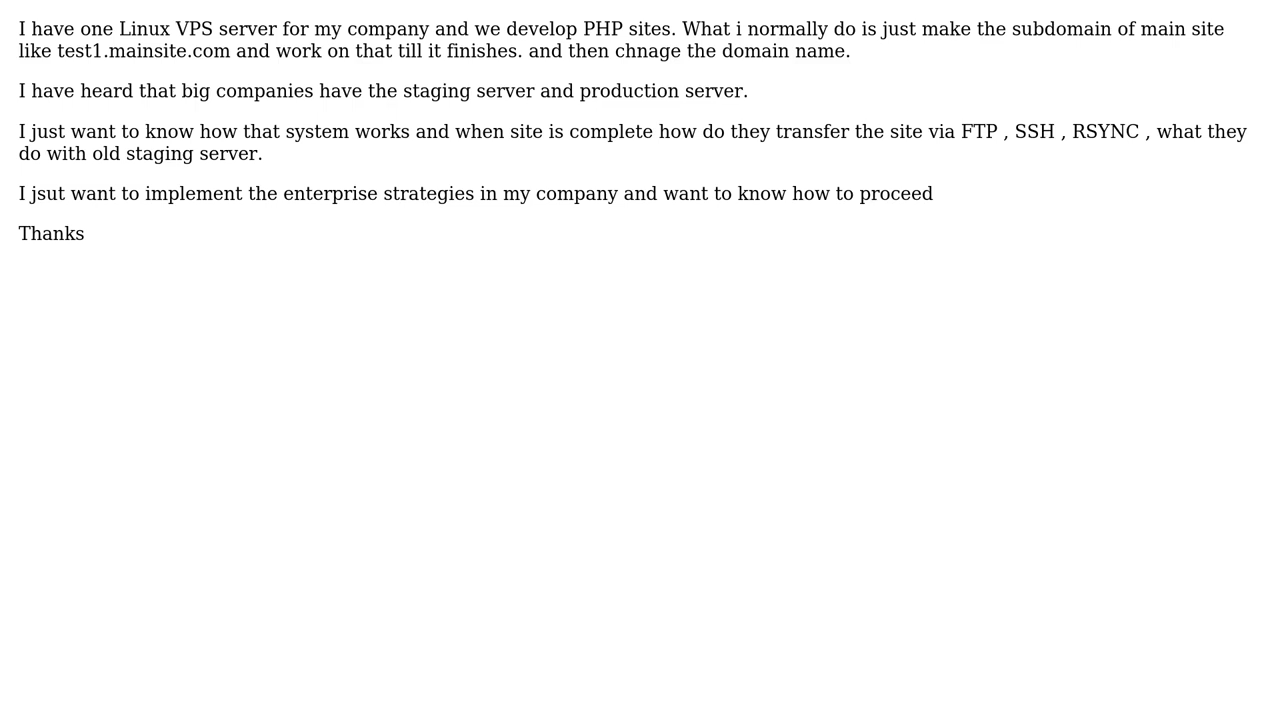 I have one Linux VPS server for my company and we develop PHP sites. What i normally do is just make the subdomain of main site
like test1.mainsite.com and work on that till it finishes. and then chnage the domain name.
I have heard that big companies have the staging server and production server.
I just want to know how that system works and when site is complete how do they transfer the site via FTP , SSH , RSYNC , what they
do with old staging server.
I jsut want to implement the enterprise strategies in my company and want to know how to proceed
Thanks